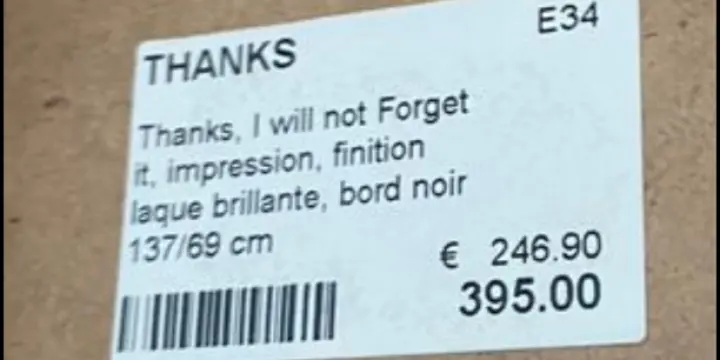 THANKS
E34
Thanks, I will not Forget
it, impression, finition
laque brillante, bord noir
137/69 cm
€ 246.90
395.00